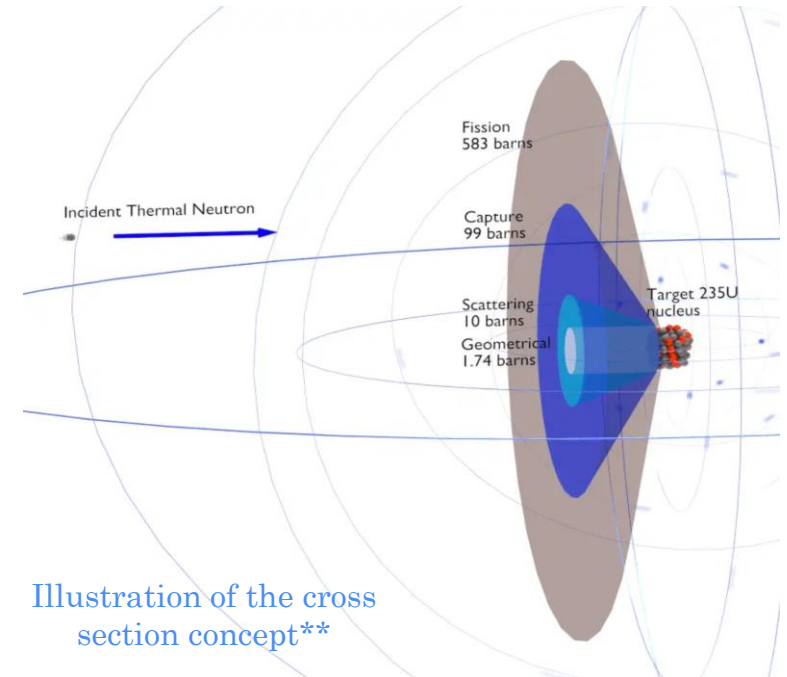 Fission
583 barns
Incident Thermal Neutron
Capture
99 barns
Target 235U
nucleus
Scattering
10 barns
Geometrical
1.74 barns
Illustration of the cross
section concept**